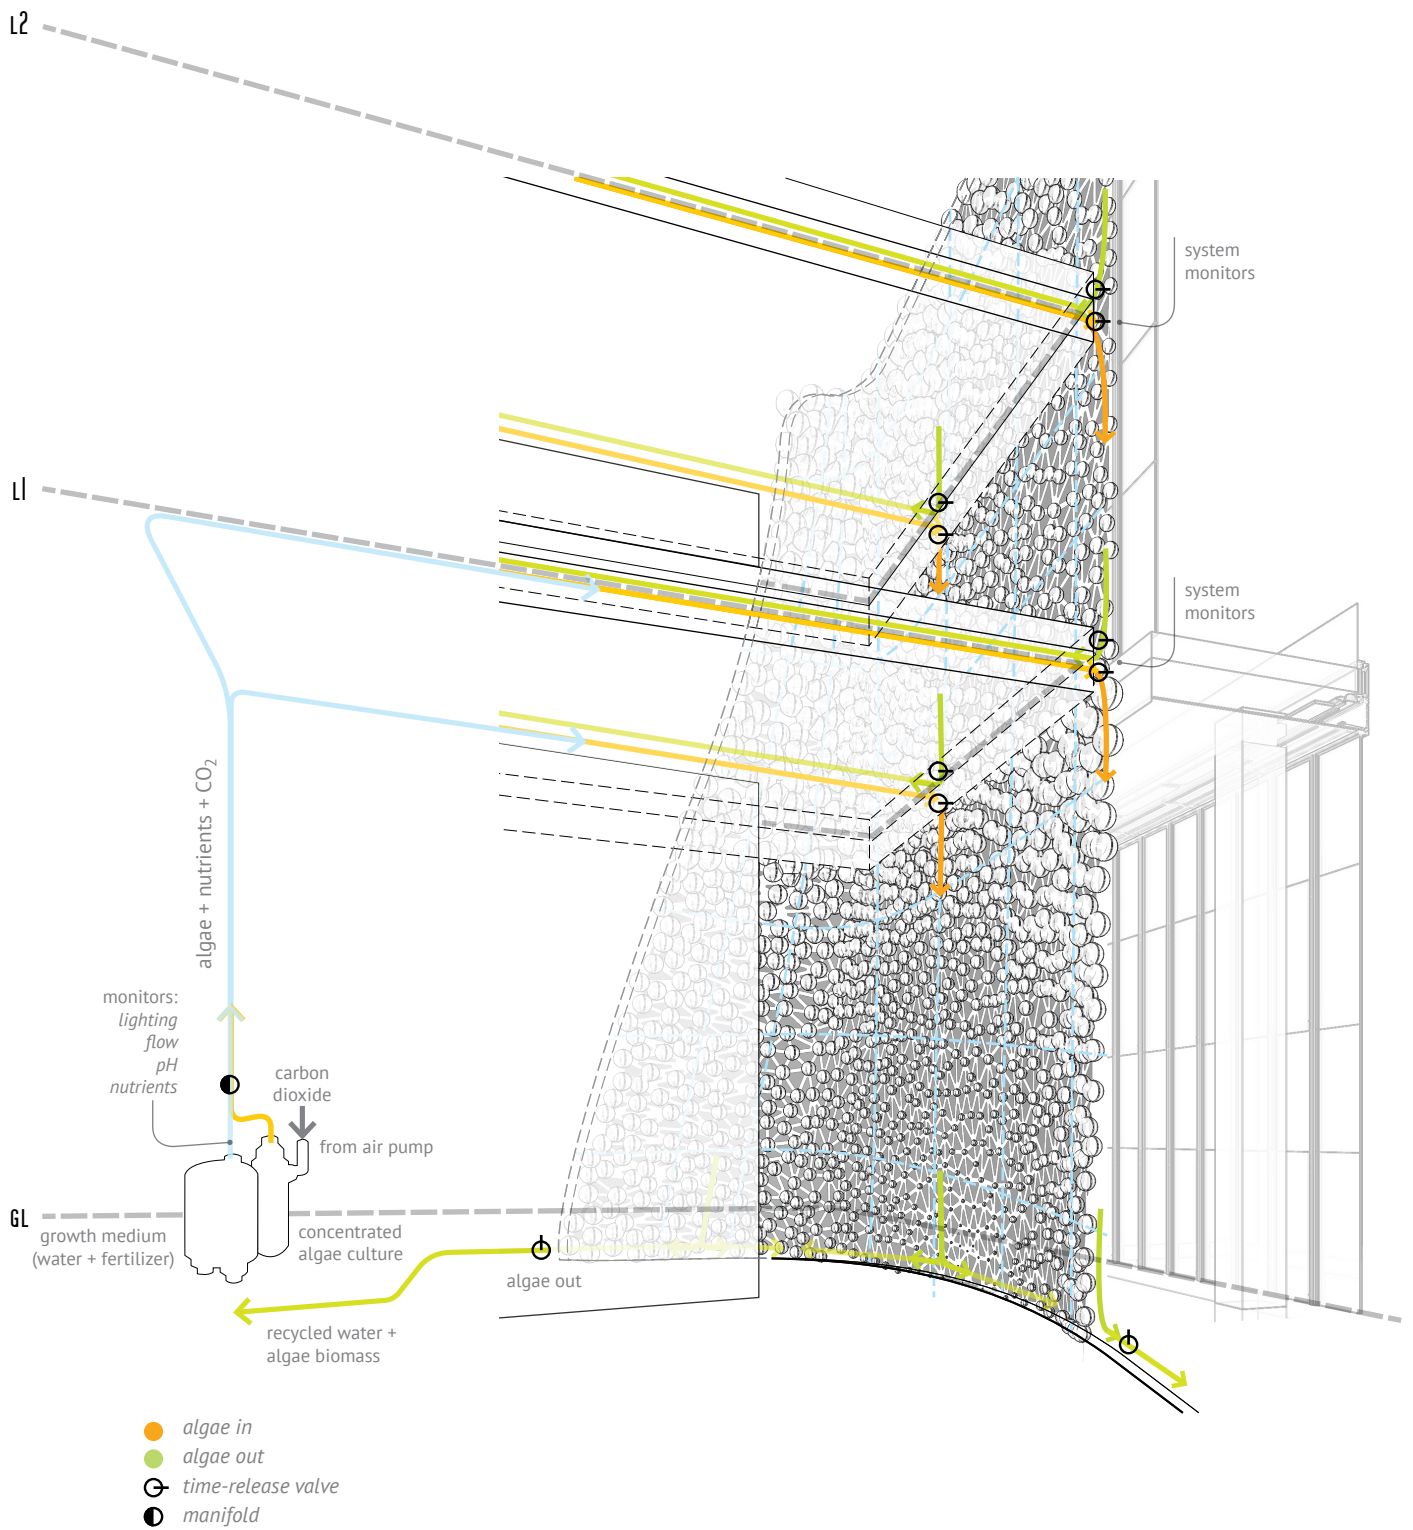 L2
system
monitors
L1
system
monitors
algae + nutrients + CO₂
monitors:
lighting
flow
pH
nutrients
carbon
dioxide
from air pump
GL
growth medium
(water + fertilizer)
concentrated
algae culture
algae out
recycled water +
algae biomass
algae in
algae out
time-release valve
manifold